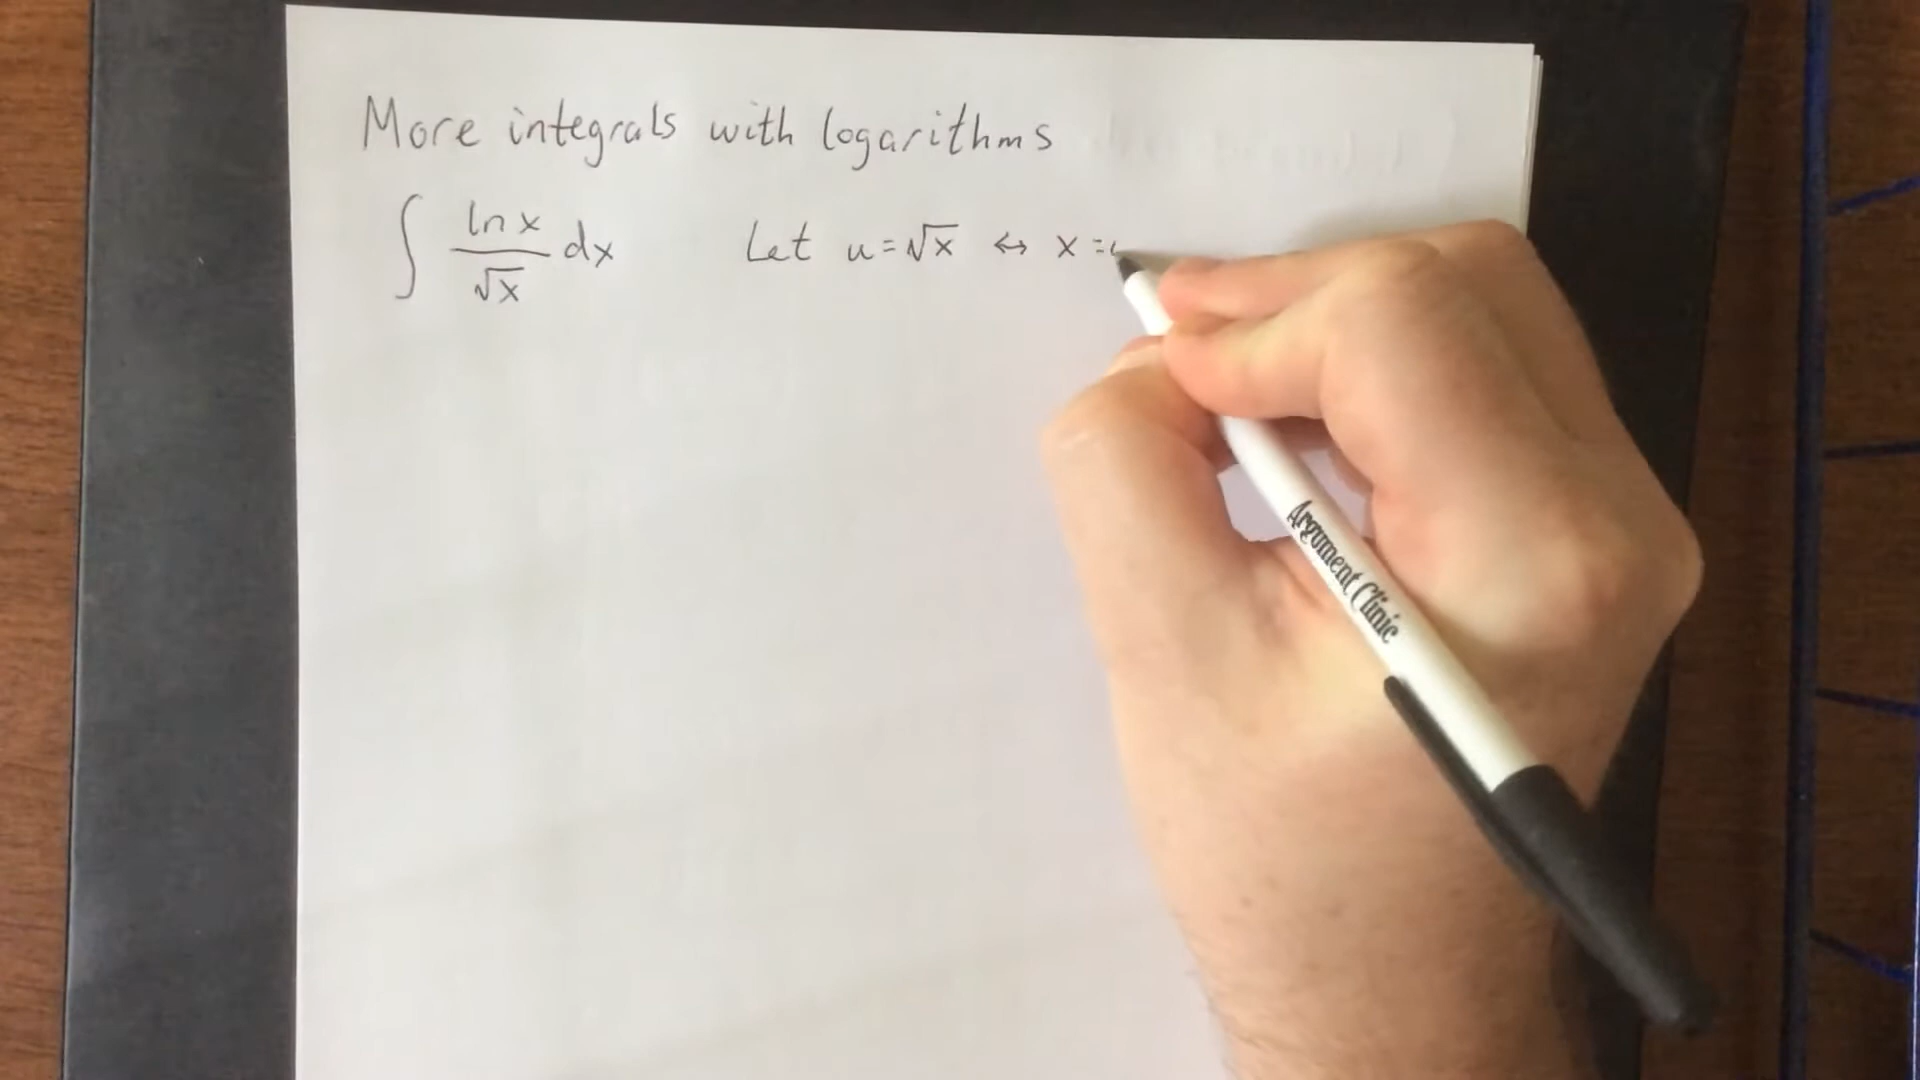 More integrals with logarithms
∫ ln x / √x dx Let u = √x ↔ x =
Argument Clinic